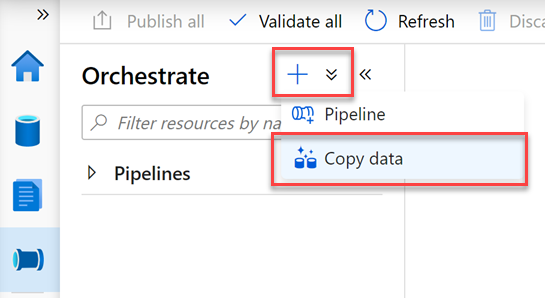 Publish all Validate all Refresh Disca
Orchestrate
Pipeline
Filter resources by na
Copy data
Pipelines